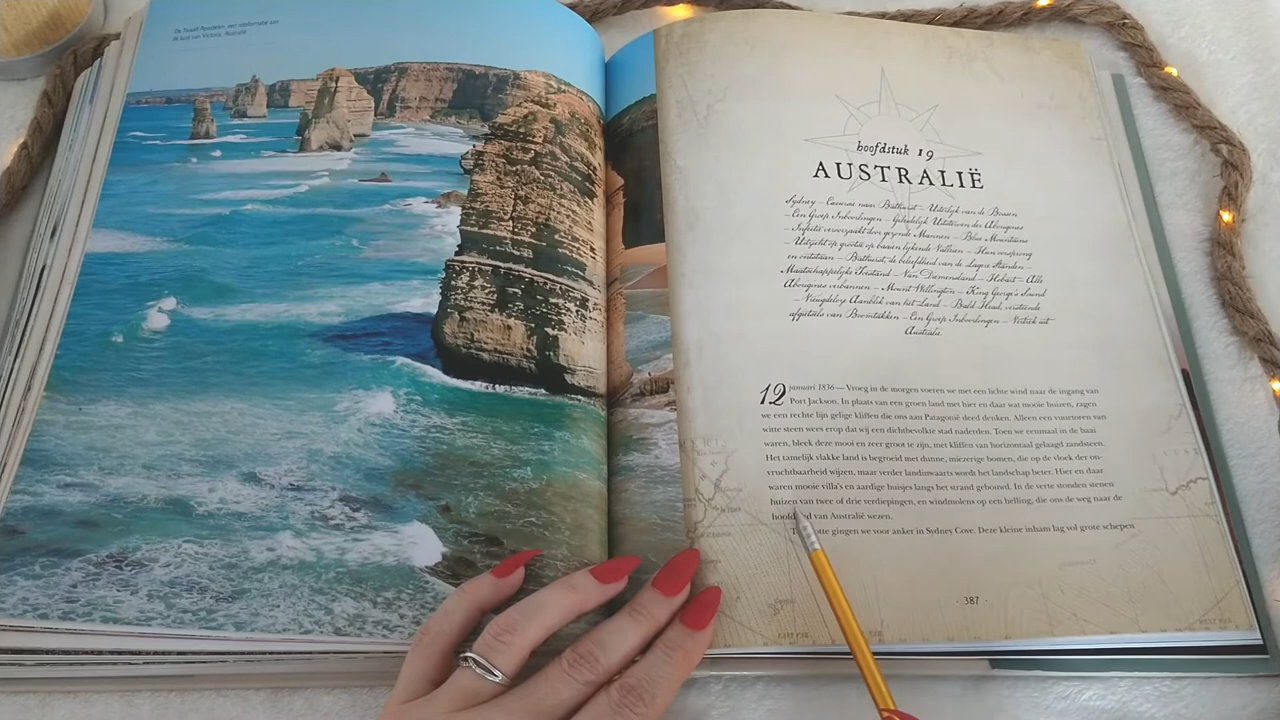 De Twaalf Apostelen, een rotsformatie aan
de kust van Victoria, Australië
hoofdstuk 19
AUSTRALIË
Sydney – Excursie naar Bathurst – Uiterlijk van de Bossen
– Een Groep Inboorlingen – Geleidelijk Uitsterven der Aborigines
– Infectie veroorzaakt door gezonde Mannen – Blue Mountains
– Uitzicht op grootse op baaien lijkende Valleien – Hun oorsprong
en ontstaan – Bathurst, de beleefdheid van de Lagere Standen –
Maatschappelijke Toestand – Van Diemensland – Hobart – Alle
Aborigines verbannen – Mount Wellington – King George's Sound
– Vreugdeloze Aanblik van het Land – Bald Head, versteende
afgietsels van Boomtakken – Een Groep Inboorlingen – Vertrek uit
Australië.
12 januari 1836 — Vroeg in de morgen voeren we met een lichte wind naar de ingang van
Port Jackson. In plaats van een groen land met hier en daar wat mooie huizen, zagen
we een rechte lijn gelige kliffen die ons aan Patagonië deed denken. Alleen een vuurtoren van
witte steen wees erop dat wij een dichtbevolkte stad naderden. Toen we eenmaal in de baai
waren, bleek deze mooi en zeer groot te zijn, met kliffen van horizontaal gelaagd zandsteen.
Het tamelijk vlakke land is begroeid met dunne, miezerige bomen, die op de vloek der on-
vruchtbaarheid wijzen, maar verder landinwaarts wordt het landschap beter. Hier en daar
waren mooie villa's en aardige huisjes langs het strand gebouwd. In de verte stonden stenen
huizen van twee of drie verdiepingen, en windmolens op een helling, die ons de weg naar de
van Australië wezen.
gingen we voor anker in Sydney Cove. Deze kleine inham lag vol grote schepen
387